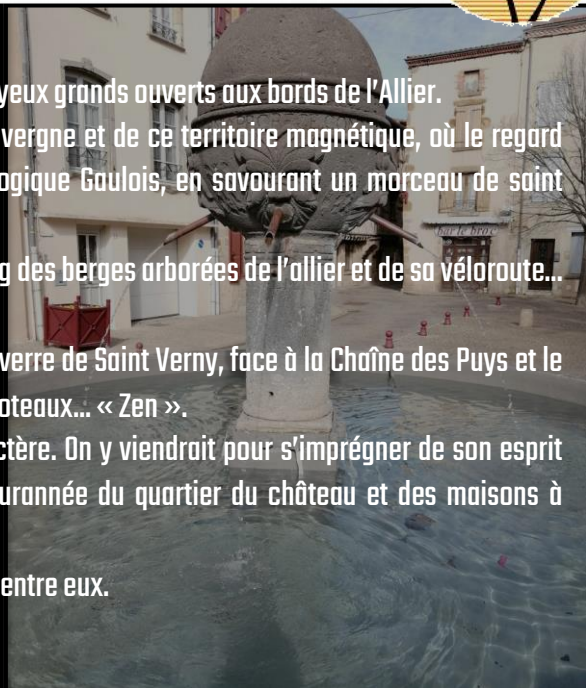 yeux grands ouverts aux bords de l'Allier.
vergne et de ce territoire magnétique, où le regard
ogique Gaulois, en savourant un morceau de saint
bar le broc
g des berges arborées de l'allier et de sa véloroute...
verre de Saint Verny, face à la Chaîne des Puys et le
oteaux... « Zen ».
ctère. On y viendrait pour s'imprégner de son esprit
urannée du quartier du château et des maisons à
entre eux.